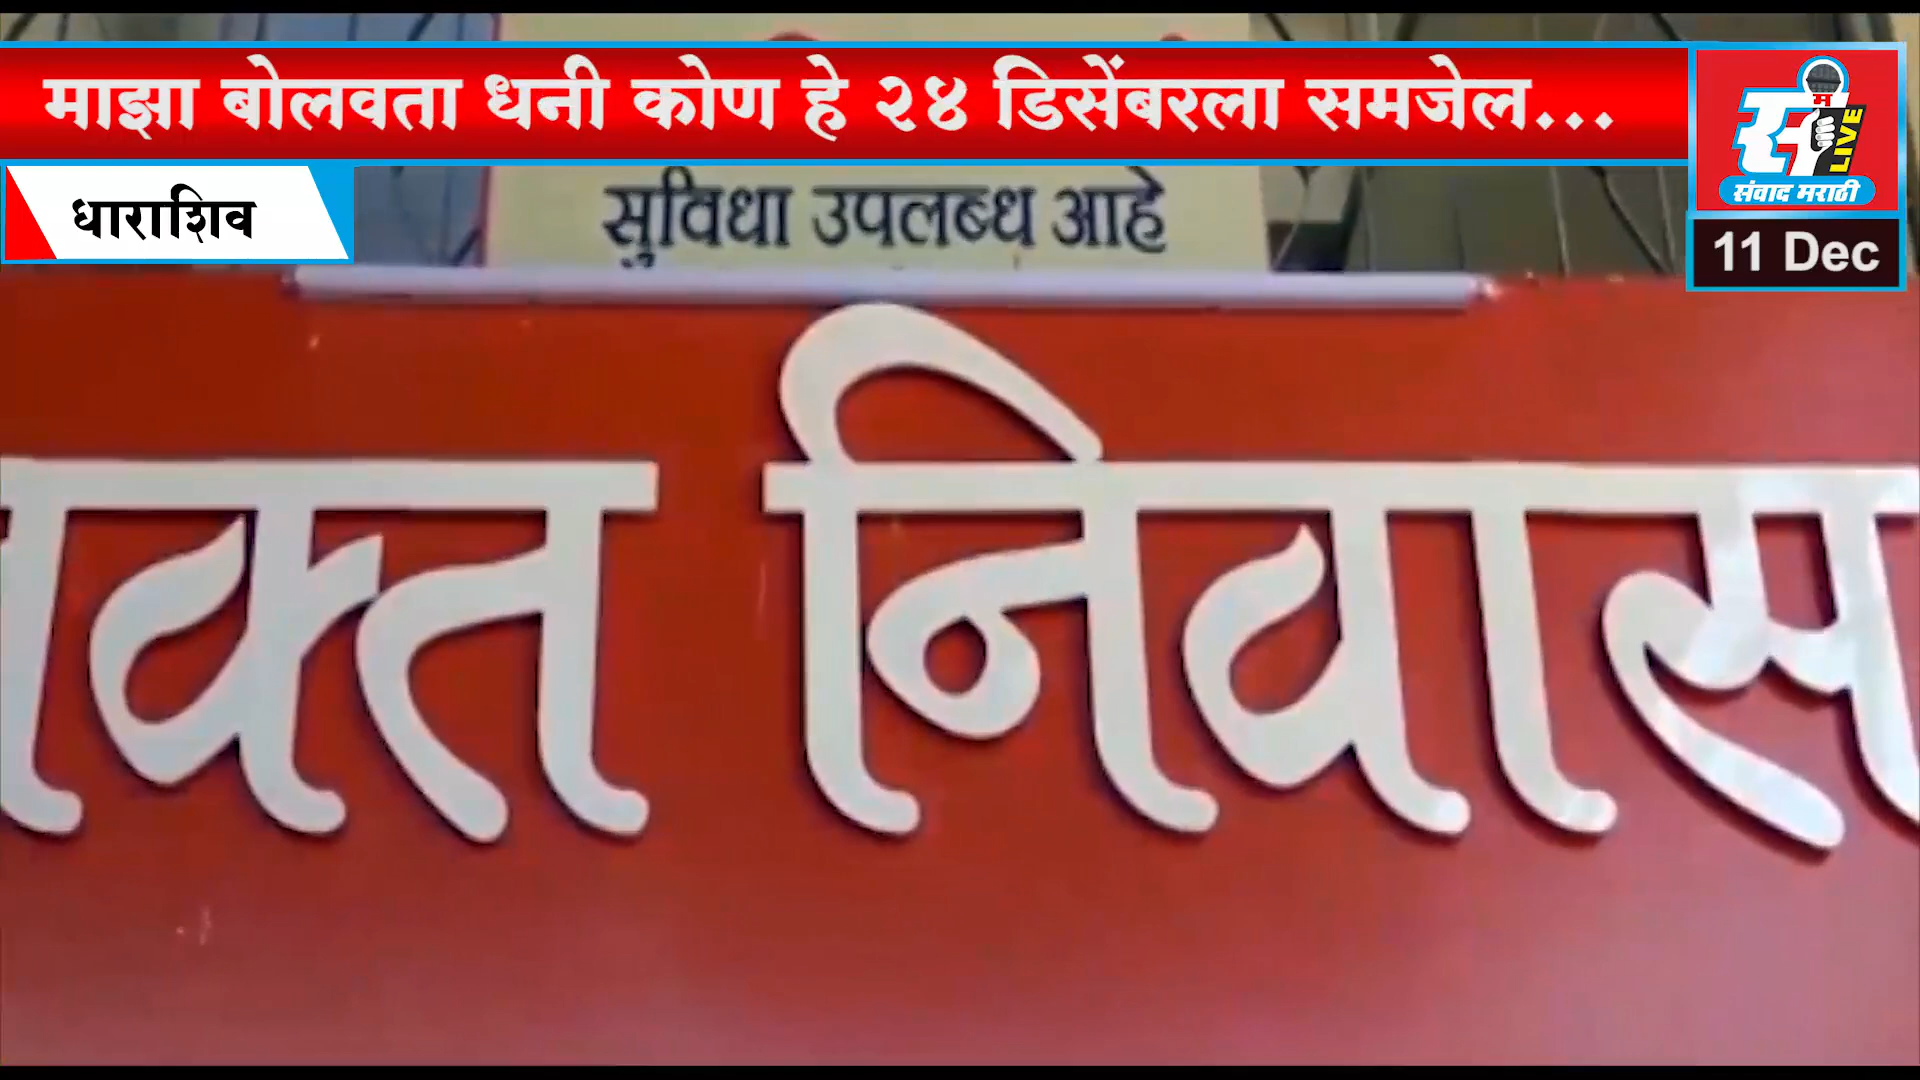 माझा बोलवता धनी कोण हे २४ डिसेंबरला समजेल...
म
LIVE
संवाद मराठी
धाराशिव
11 Dec
सुविधा उपलब्ध आहे
क्त निवास